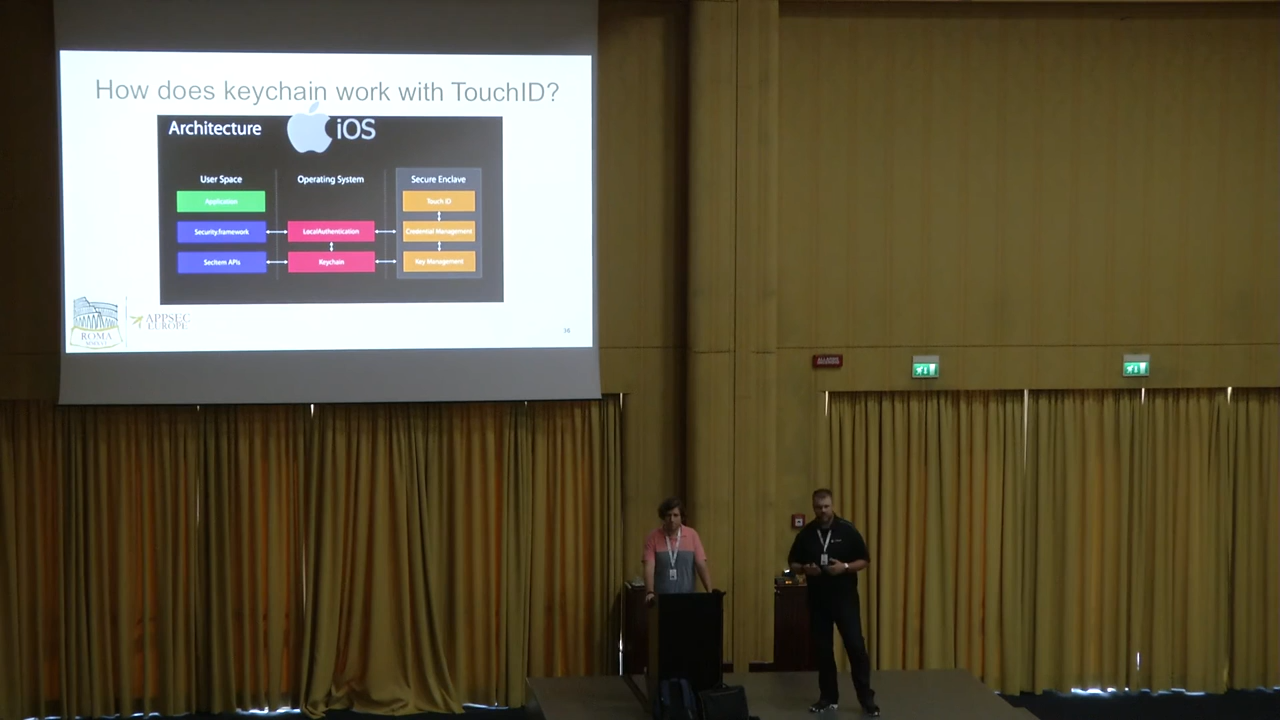 How does keychain work with TouchID?
Architecture
iOS
User Space
Operating System
Secure Enclave
Application
Touch ID
Security.framework
LocalAuthentication
Credential Management
SecItem APIs
Keychain
Key Management
ROMA
APPSEC
EUROPE